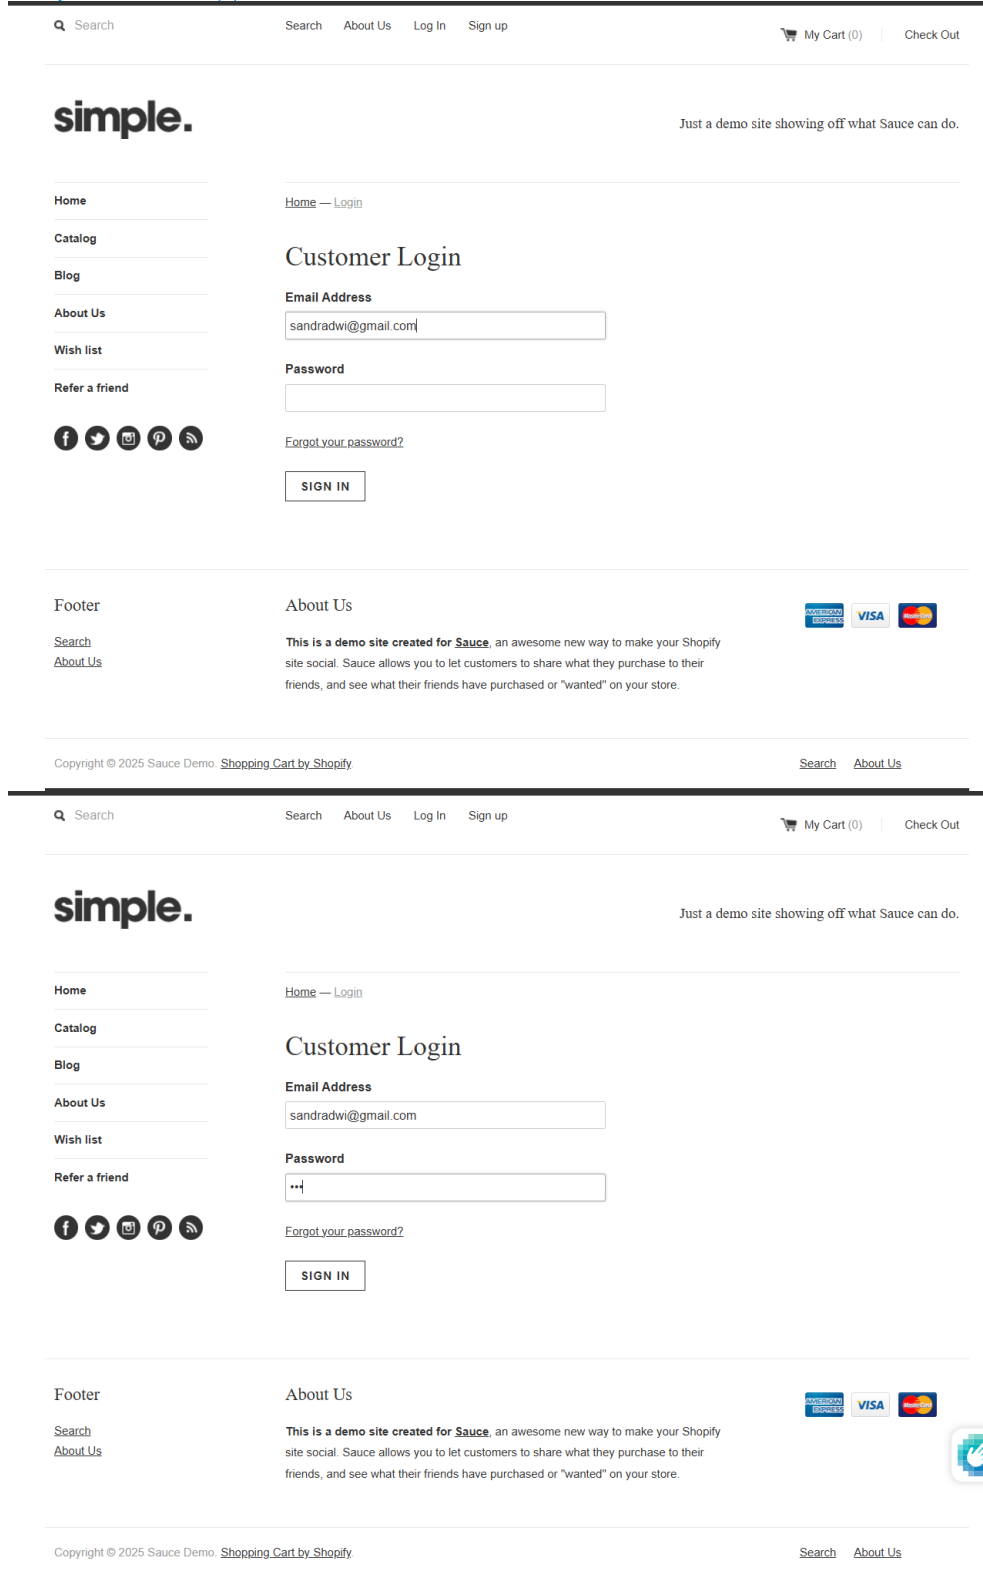 Search
Search About Us Log In Sign up
My Cart (0) Check Out
simple.
Just a demo site showing off what Sauce can do.
Home
Catalog
Blog
About Us
Wish list
Refer a friend
Home — Login
Customer Login
Email Address
sandradwi@gmail.com
Password
Forgot your password?
SIGN IN
Footer
Search
About Us
About Us
This is a demo site created for Sauce, an awesome new way to make your Shopify
site social. Sauce allows you to let customers to share what they purchase to their
friends, and see what their friends have purchased or "wanted" on your store.
AMERICAN EXPRESS VISA MasterCard
Copyright © 2025 Sauce Demo. Shopping Cart by Shopify.
Search About Us
Search
Search About Us Log In Sign up
My Cart (0) Check Out
simple.
Just a demo site showing off what Sauce can do.
Home
Catalog
Blog
About Us
Wish list
Refer a friend
Home — Login
Customer Login
Email Address
sandradwi@gmail.com
Password
•••
Forgot your password?
SIGN IN
Footer
Search
About Us
About Us
This is a demo site created for Sauce, an awesome new way to make your Shopify
site social. Sauce allows you to let customers to share what they purchase to their
friends, and see what their friends have purchased or "wanted" on your store.
AMERICAN EXPRESS VISA MasterCard
Copyright © 2025 Sauce Demo. Shopping Cart by Shopify.
Search About Us